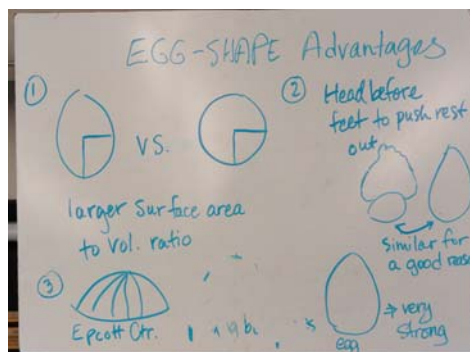 EGG-SHAPE Advantages
①
VS.
larger surface area
to Vol. ratio
② Head before
feet to push rest
out
similar for
a good
③
Epcott Ctr.
egg
⇒ very
strong